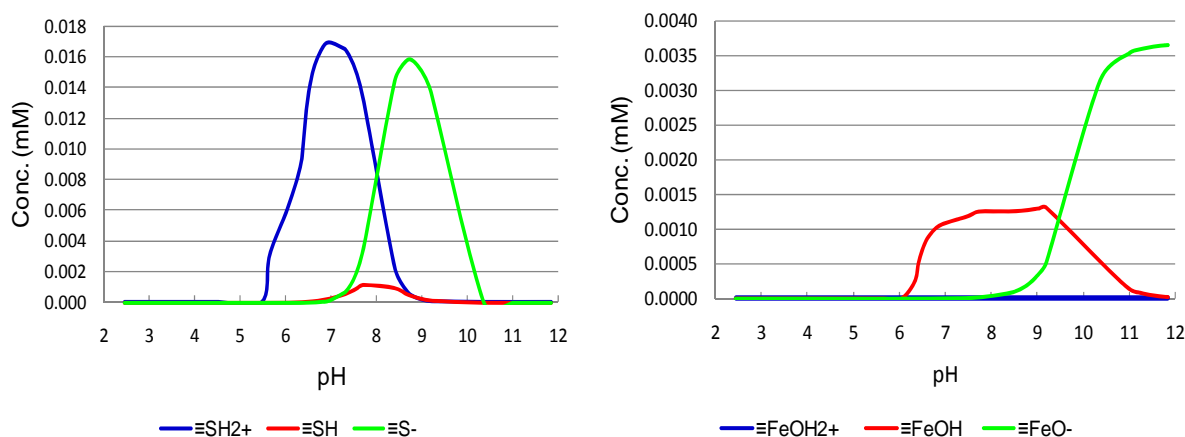 0.018
0.016
0.014
0.012
0.010
0.008
0.006
0.004
0.002
0.000
Conc. (mM)
2 3 4 5 6 7 8 9 10 11 12
pH
≡SH2+ ≡SH ≡S-
0.0040
0.0035
0.0030
0.0025
0.0020
0.0015
0.0010
0.0005
0.0000
Conc. (mM)
2 3 4 5 6 7 8 9 10 11 12
pH
≡FeOH2+ ≡FeOH ≡FeO-